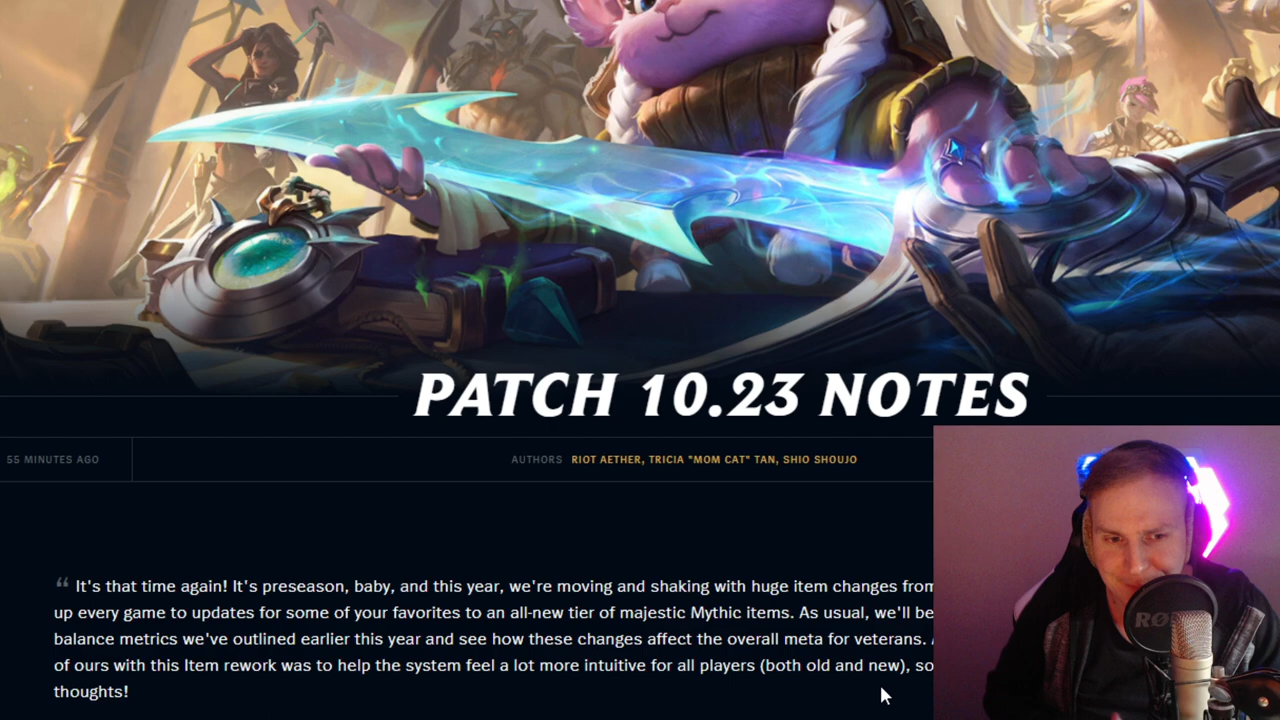 PATCH 10.23 NOTES
55 MINUTES AGO
AUTHORS RIOT AETHER, TRICIA "MOM CAT" TAN, SHIO SHOUJO
“ It's that time again! It's preseason, baby, and this year, we're moving and shaking with huge item changes from
up every game to updates for some of your favorites to an all-new tier of majestic Mythic items. As usual, we'll be
balance metrics we've outlined earlier this year and see how these changes affect the overall meta for veterans.
of ours with this Item rework was to help the system feel a lot more intuitive for all players (both old and new), so
thoughts!